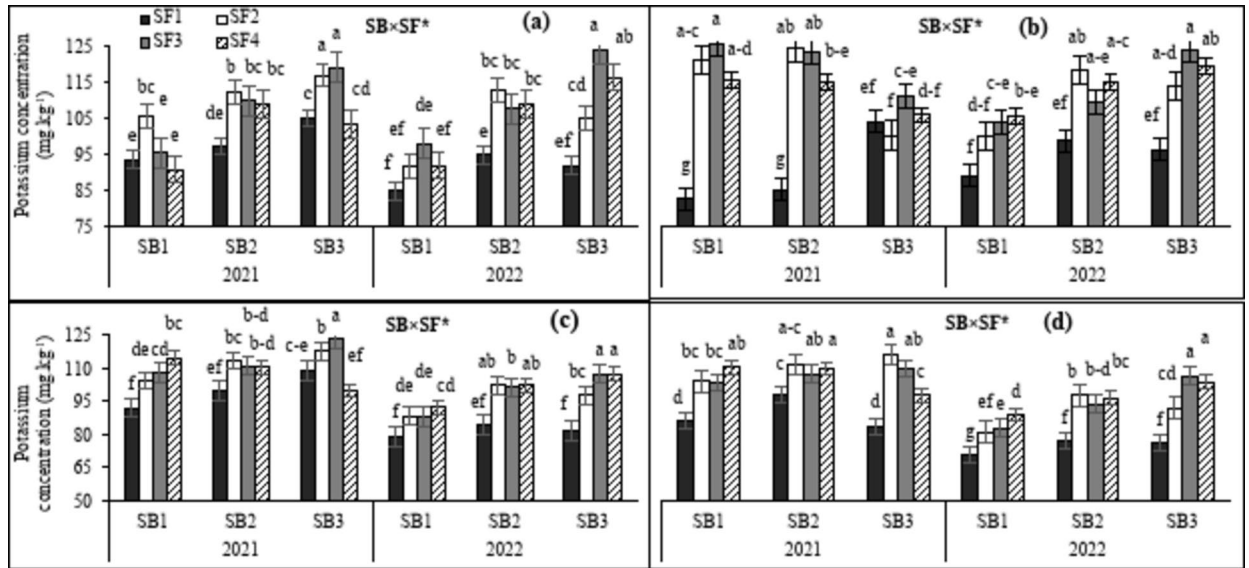 SF1 SF2
SF3 SF4
(a)
SB×SF*
Potassium concentration
(mg.kg⁻¹)
125
115
105
95
85
75
e bc e e
de b bc bc
c a a cd
f ef de ef
e bc bc bc
ef cd a ab
SB1 SB2 SB3 SB1 SB2 SB3
2021 2022
(b)
SB×SF*
g a-c a a-d
g ab ab b-e
ef f c-e d-f
f d-f c-e b-e
ef ab a-e a-c
ef a-d a ab
SB1 SB2 SB3 SB1 SB2 SB3
2021 2022
(c)
SB×SF*
Potassium
concentration (mg.kg⁻¹)
125
110
95
80
65
50
f de cd bc
ef bc b-d b-d
c-e b a ef
f de de cd
ef ab b ab
f bc a a
SB1 SB2 SB3 SB1 SB2 SB3
2021 2022
(d)
SB×SF*
d bc bc ab
c a-c ab a
d a ab c
g ef e d
f b b-d bc
f cd a a
SB1 SB2 SB3 SB1 SB2 SB3
2021 2022